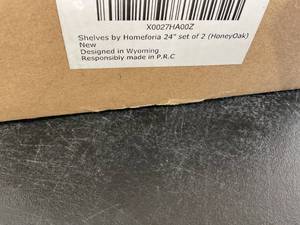 X0027HA00Z
Shelves by Homeforia 24" set of 2 (HoneyOak)
New
Designed in Wyoming
Responsibly made in P.R.C